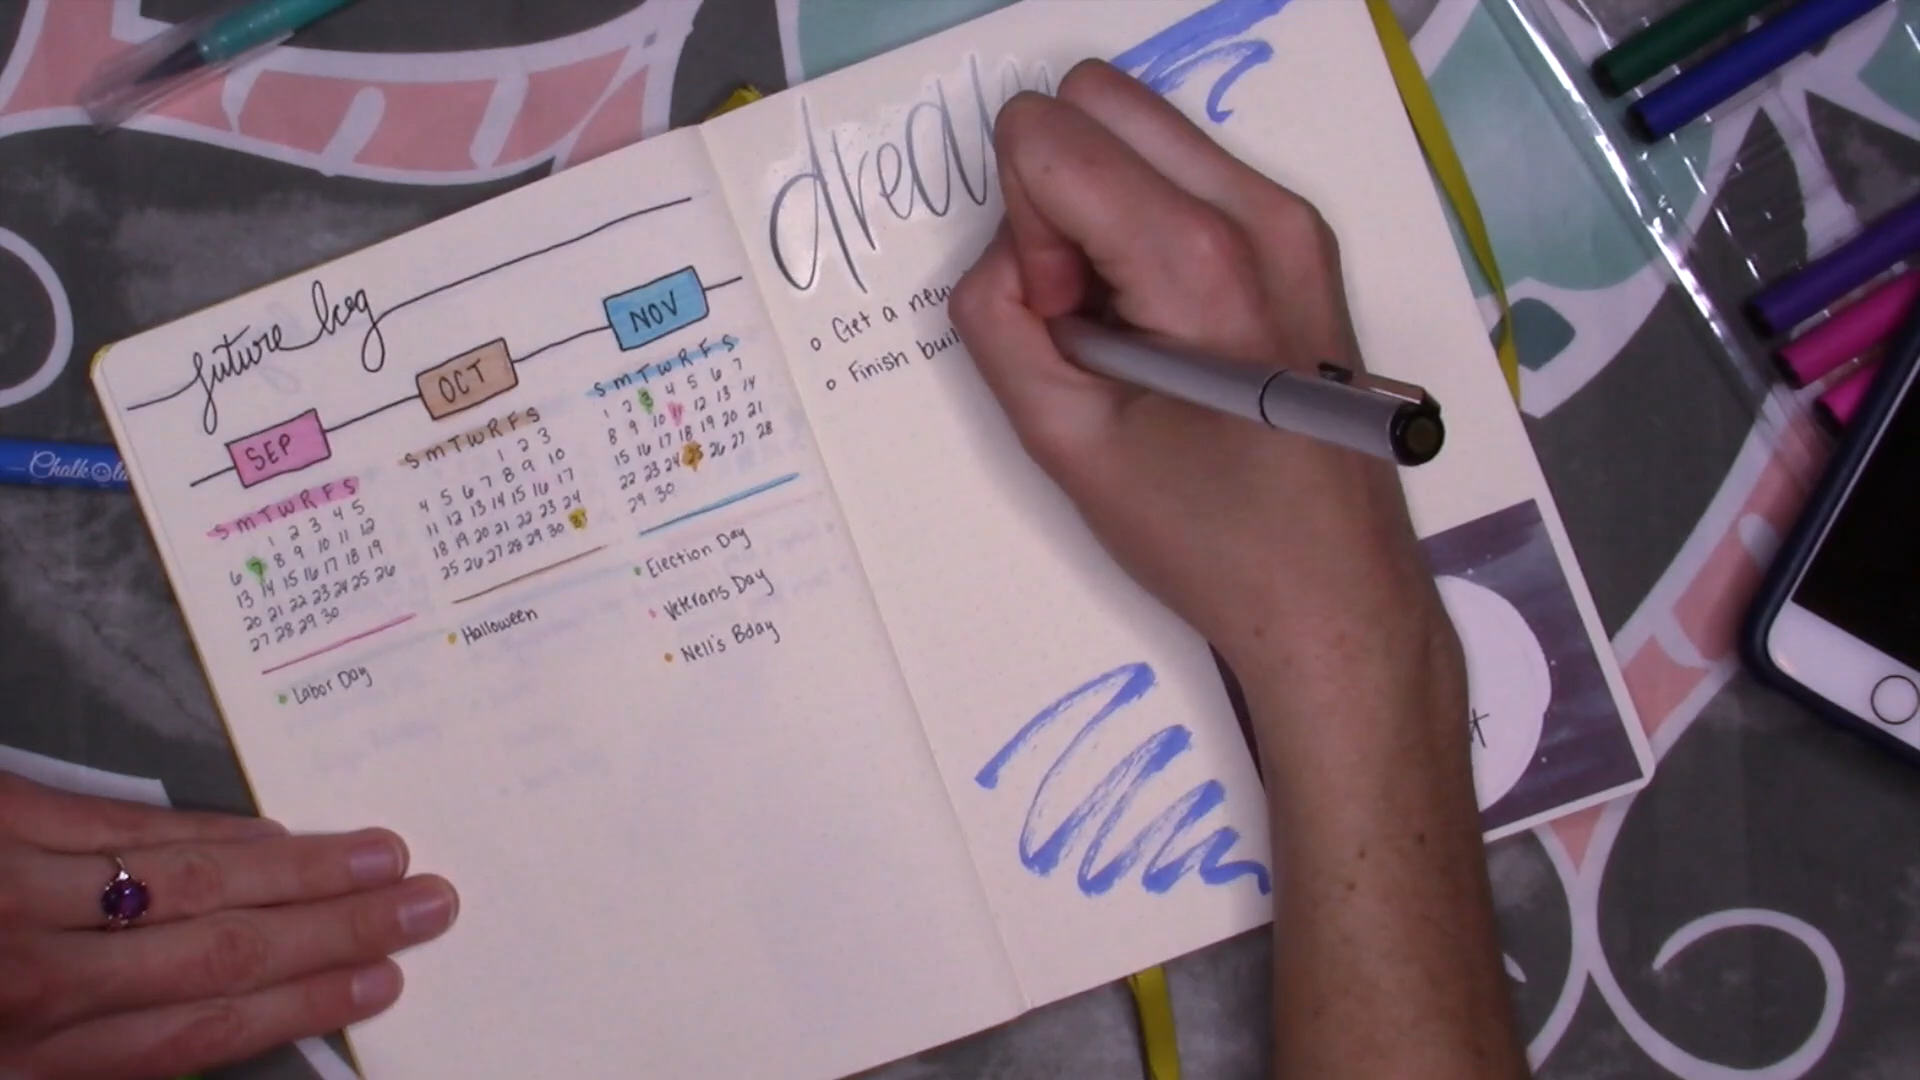 future log
SEP
S M T W R F S
1 2 3 4 5
6 7 8 9 10 11 12
13 14 15 16 17 18 19
20 21 22 23 24 25 26
27 28 29 30
Labor Day
OCT
S M T W R F S
1 2 3
4 5 6 7 8 9 10
11 12 13 14 15 16 17
18 19 20 21 22 23 24
25 26 27 28 29 30 31
Halloween
NOV
S M T W R F S
1 2 3 4 5 6 7
8 9 10 11 12 13 14
15 16 17 18 19 20 21
22 23 24 25 26 27 28
29 30
Election Day
Veterans Day
Nell's Bday
Get a new
Finish